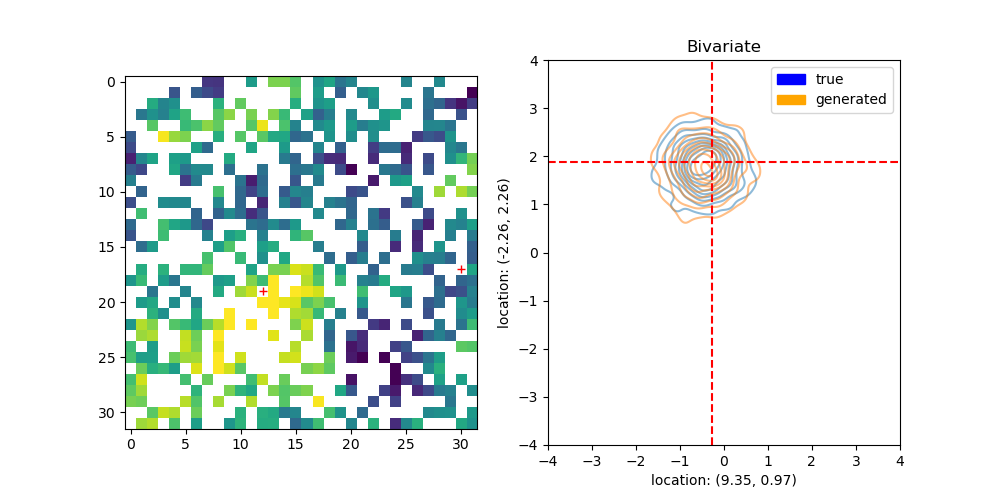 Bivariate
true
generated
0
5
10
15
20
25
30
0 5 10 15 20 25 30
4
3
2
1
0
−1
−2
−3
−4
−4 −3 −2 −1 0 1 2 3 4
location: (-2.26, 2.26)
location: (9.35, 0.97)